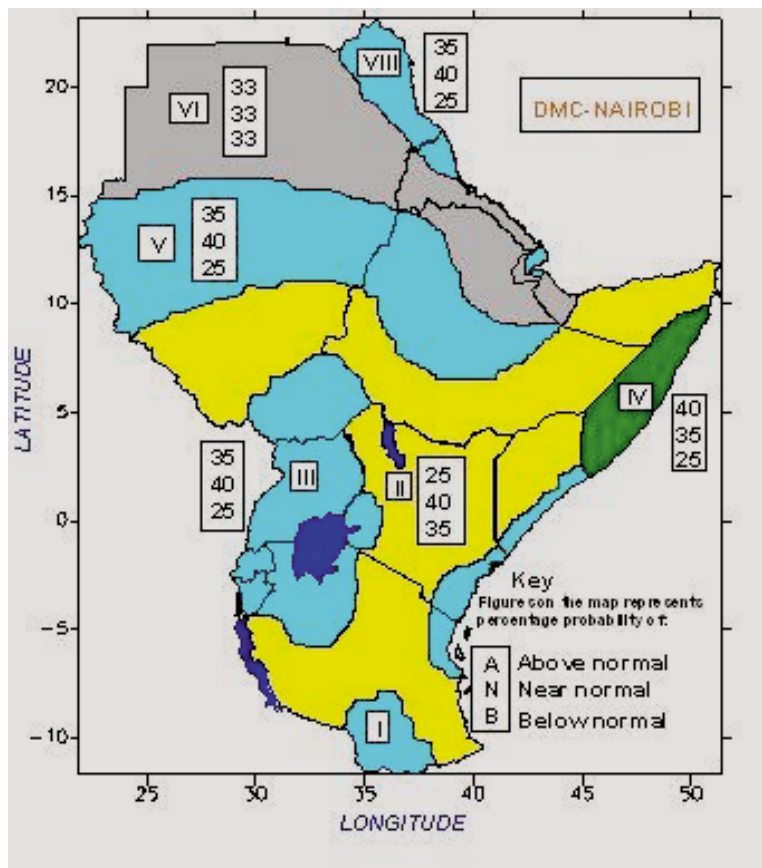 20
15
10
5
0
-5
-10
LATITUDE
VIII
35
40
25
VI
33
33
33
DMC-NAIROBI
V
35
40
25
IV
40
35
25
35
40
25
III
II
25
40
35
Key
Figures on the map represents
percentage probability of:
A Above normal
N Near normal
B Below normal
I
25 30 35 40 45 50
LONGITUDE